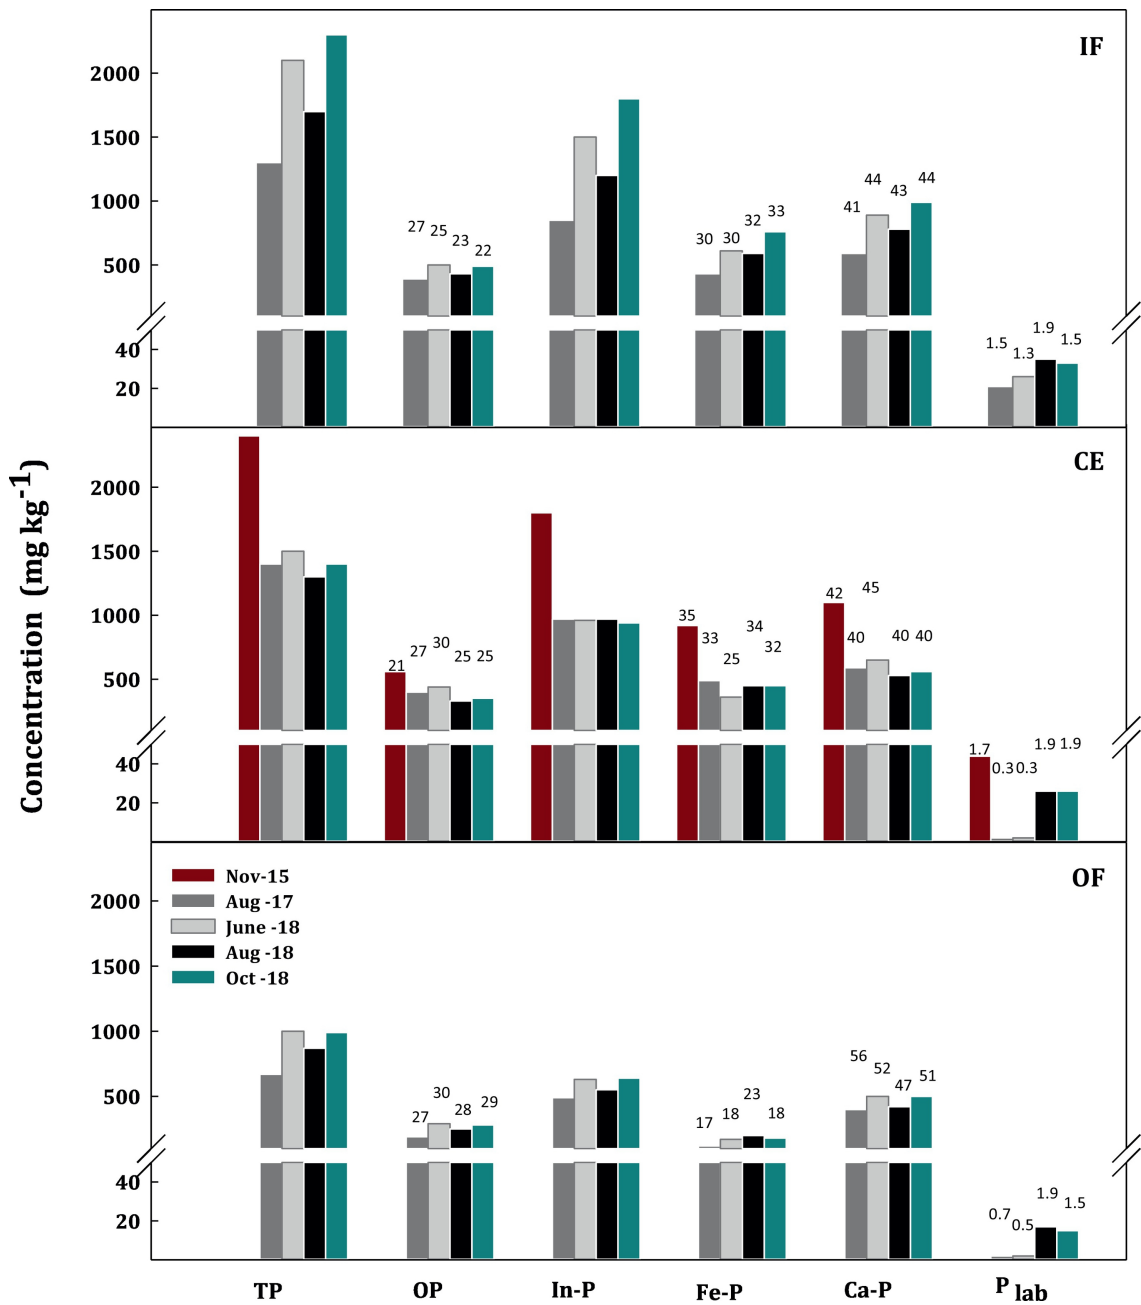 IF
2000
1500
1000
500
40
20
27 25 23 22
30 30 32 33
41 44 43 44
1.5 1.3 1.9 1.5
Concentration (mg kg-1)
CE
2000
1500
1000
500
40
20
21 27 30 25 25
35 33 25 34 32
42 40 45 40 40
1.7 0.3 0.3 1.9 1.9
OF
Nov-15
Aug -17
June -18
Aug -18
Oct -18
2000
1500
1000
500
40
20
27 30 28 29
17 18 23 18
56 52 47 51
0.7 0.5 1.9 1.5
TP OP In-P Fe-P Ca-P P lab